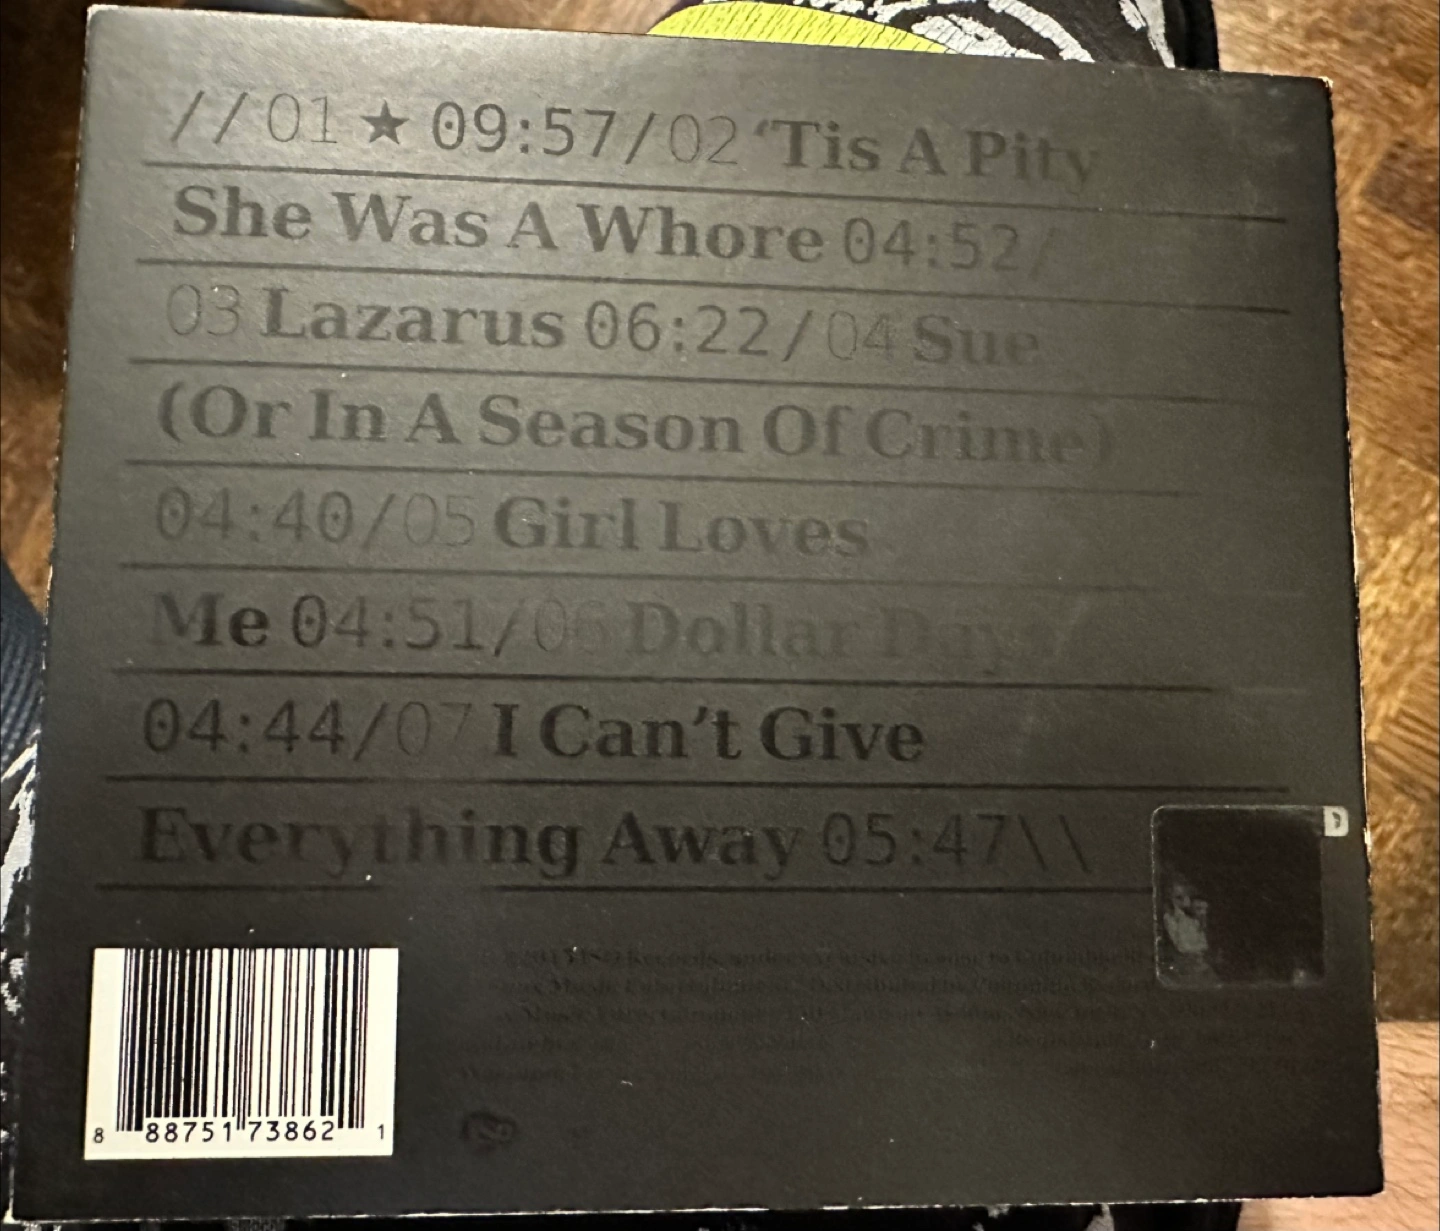 //01 ★ 09:57/02 ‘Tis A Pity
She Was A Whore 04:52/
03 Lazarus 06:22/04 Sue
(Or In A Season Of Crime)
04:40/05 Girl Loves
Me 04:51/06 Dollar Days
04:44/07 I Can’t Give
Everything Away 05:47\\
8 88751 73862 1